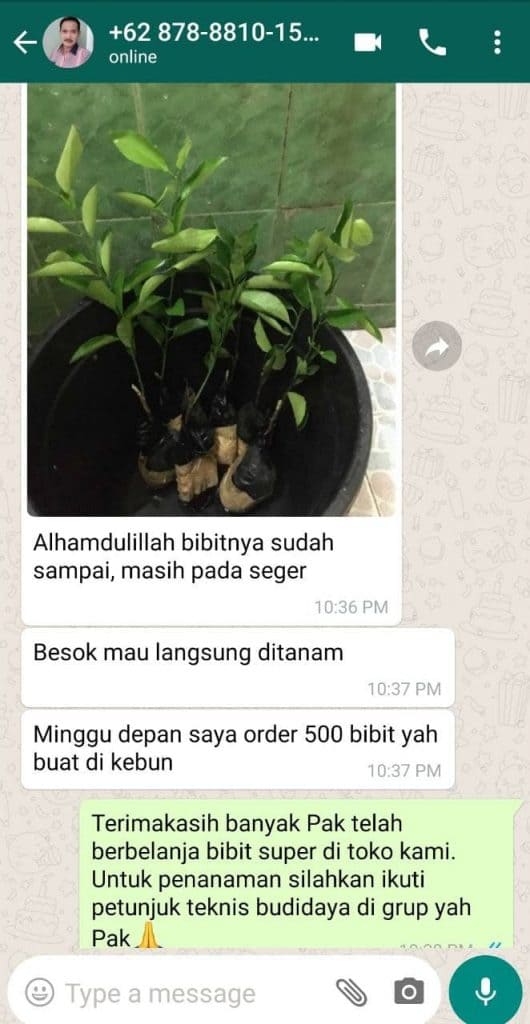 +62 878-8810-15...
online
Alhamdulillah bibitnya sudah
sampai, masih pada seger
10:36 PM
Besok mau langsung ditanam
10:37 PM
Minggu depan saya order 500 bibit yah
buat di kebun
10:37 PM
Terimakasih banyak Pak telah
berbelanja bibit super di toko kami.
Untuk penanaman silahkan ikuti
petunjuk teknis budidaya di grup yah
Pak🙏
Type a message